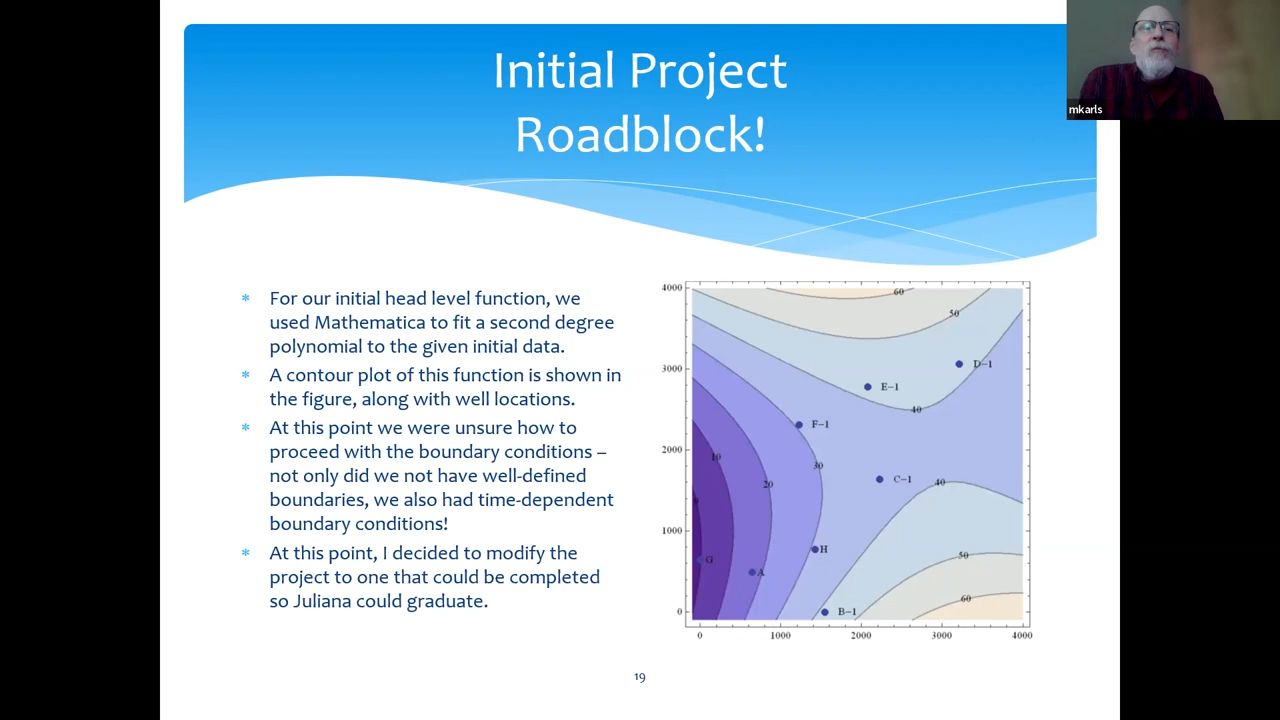 Initial Project
Roadblock!
mkarls
* For our initial head level function, we
used Mathematica to fit a second degree
polynomial to the given initial data.
* A contour plot of this function is shown in
the figure, along with well locations.
* At this point we were unsure how to
proceed with the boundary conditions –
not only did we not have well-defined
boundaries, we also had time-dependent
boundary conditions!
* At this point, I decided to modify the
project to one that could be completed
so Juliana could graduate.
4000
3000
2000
1000
0
0
1000
2000
3000
4000
60
50
D-1
E-1
40
F-1
10
30
20
C-1
40
H
50
G
A
60
B-1
19